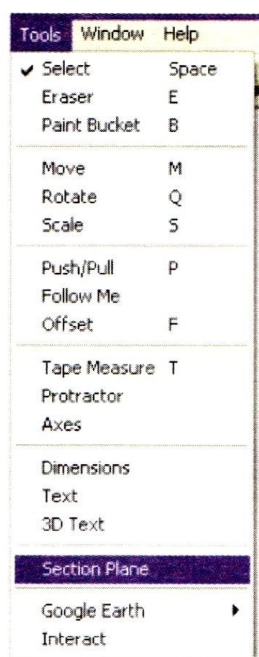 Tools Window Help
✓ Select Space
Eraser E
Paint Bucket B
Move M
Rotate Q
Scale S
Push/Pull P
Follow Me
Offset F
Tape Measure T
Protractor
Axes
Dimensions
Text
3D Text
Section Plane
Google Earth ▶
Interact